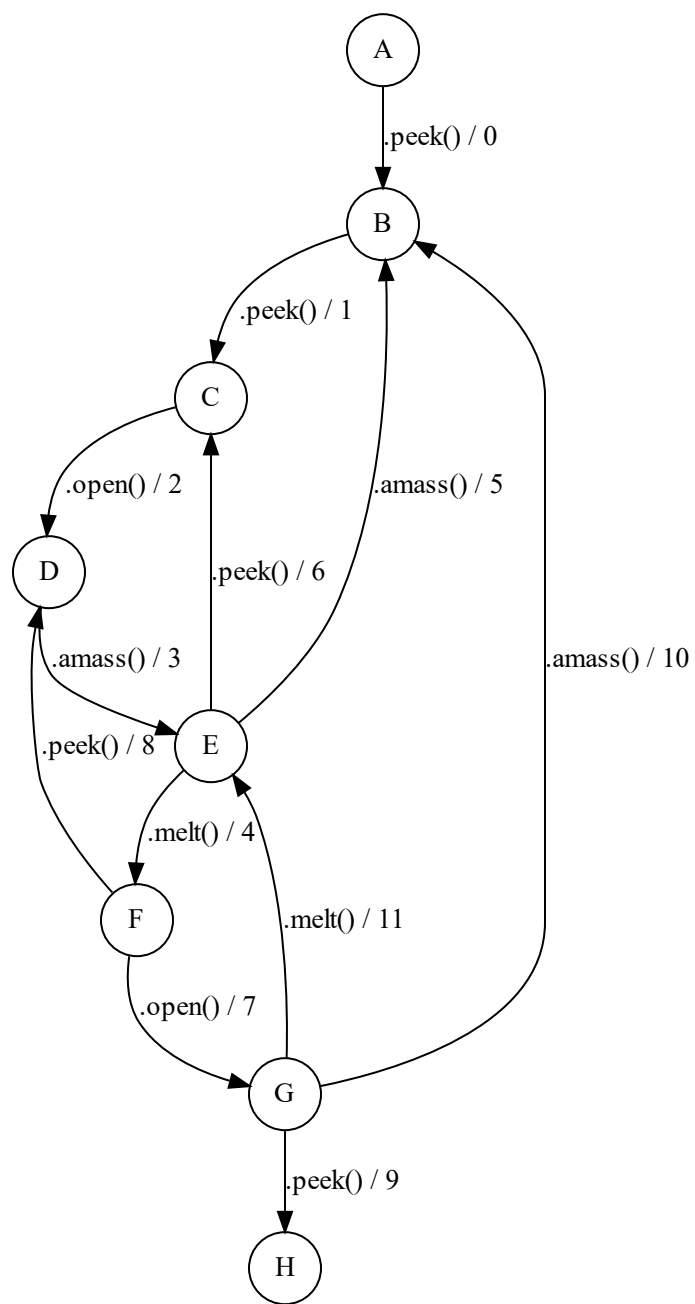 A
.peek() / 0
B
.peek() / 1
C
.open() / 2
.amass() / 5
D
.peek() / 6
.amass() / 3
.amass() / 10
.peek() / 8
E
.melt() / 4
F
.melt() / 11
.open() / 7
G
.peek() / 9
H